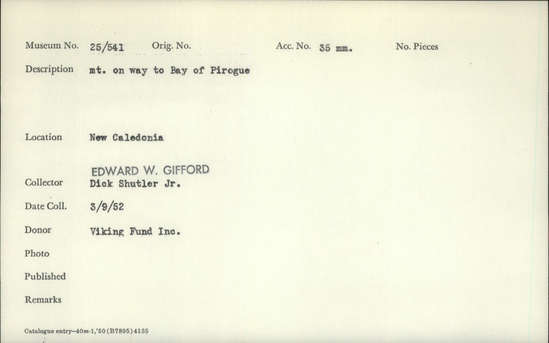 Museum No. 25/541 Orig. No. Acc. No. 35 mm. No. Pieces
Description mt. on way to Bay of Pirogue
Location New Caledonia
EDWARD W. GIFFORD
Collector Dick Shutler Jr.
Date Coll. 3/9/52
Donor Viking Fund Inc.
Photo
Published
Remarks
Catalogue entry—40m-1,'50 (B7895) 4135